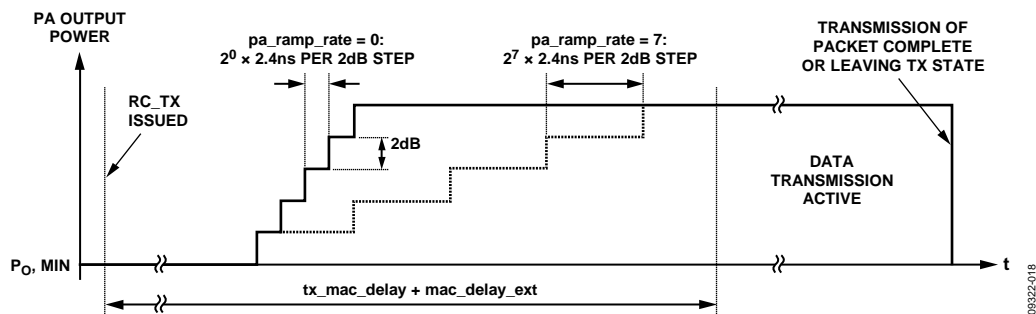 PA OUTPUT
POWER
pa_ramp_rate = 0:
2⁰ × 2.4ns PER 2dB STEP
pa_ramp_rate = 7:
2⁷ × 2.4ns PER 2dB STEP
TRANSMISSION OF
PACKET COMPLETE
OR LEAVING TX STATE
RC_TX
ISSUED
2dB
DATA
TRANSMISSION
ACTIVE
P₀, MIN
t
tx_mac_delay + mac_delay_ext
09322-018